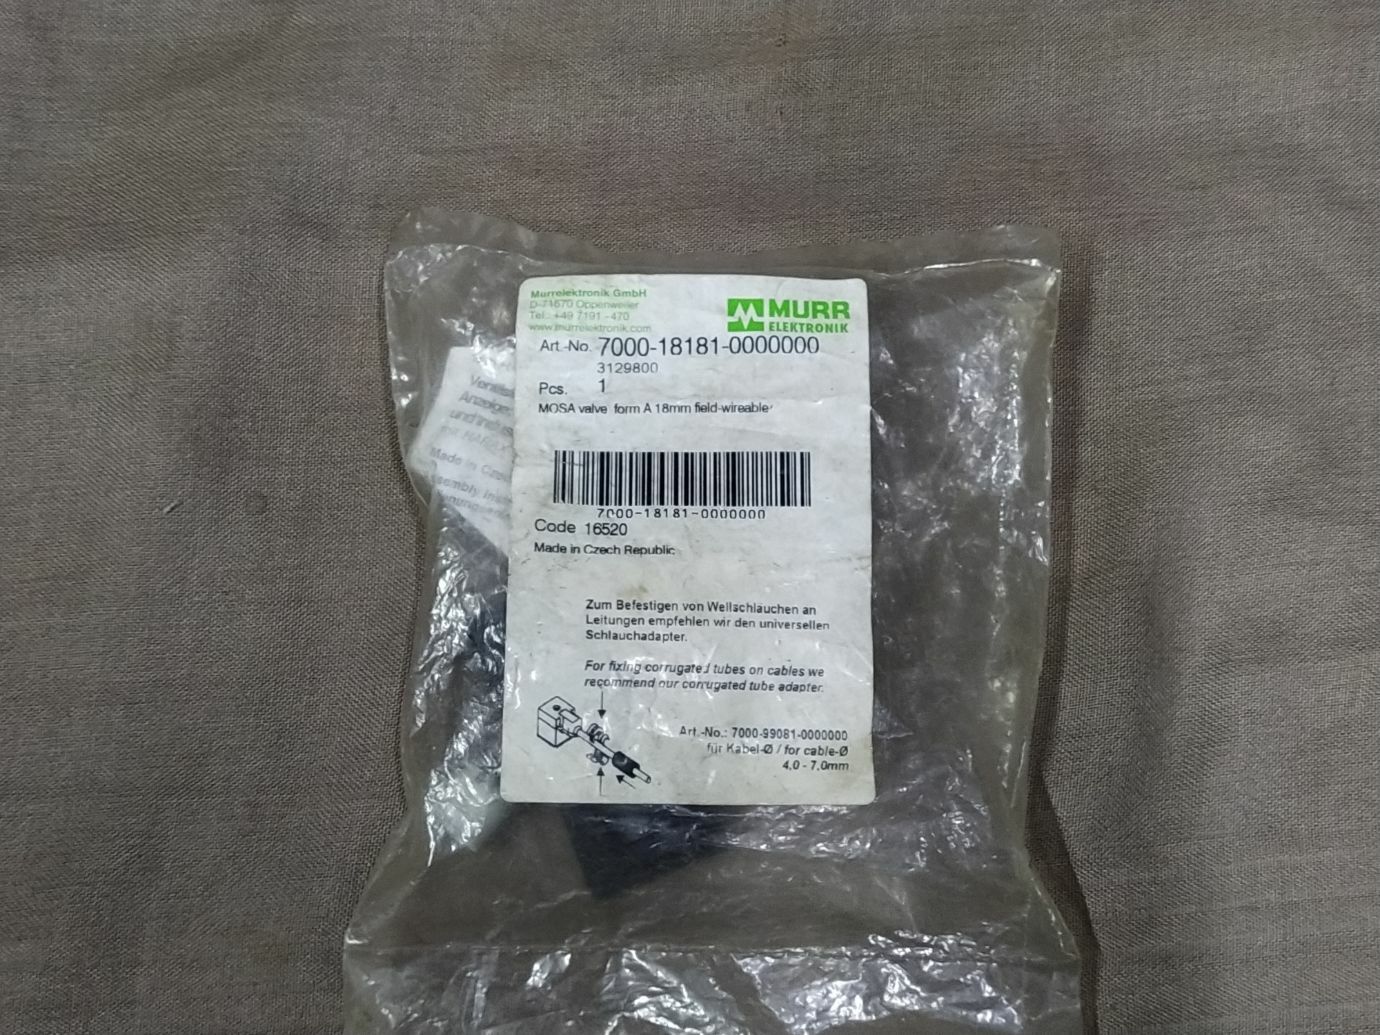 Murrelektronik GmbH
D-71570 Oppenweiler
Tel.: +49 7191 - 470
www.murrelektronik.com
MURR
ELEKTRONIK
Art.-No. 7000-18181-0000000
3129800
Pcs. 1
MOSA valve form A 18mm field-wireable
7000-18181-0000000
Code 16520
Made in Czech Republic
Zum Befestigen von Wellschlauchen an
Leitungen empfehlen wir den universellen
Schlauchadapter.
For fixing corrugated tubes on cables we
recommend our corrugated tube adapter.
Art.-No.: 7000-99081-0000000
für Kabel-Ø / for cable-Ø
4,0 - 7,0mm
Anzeige
Made in